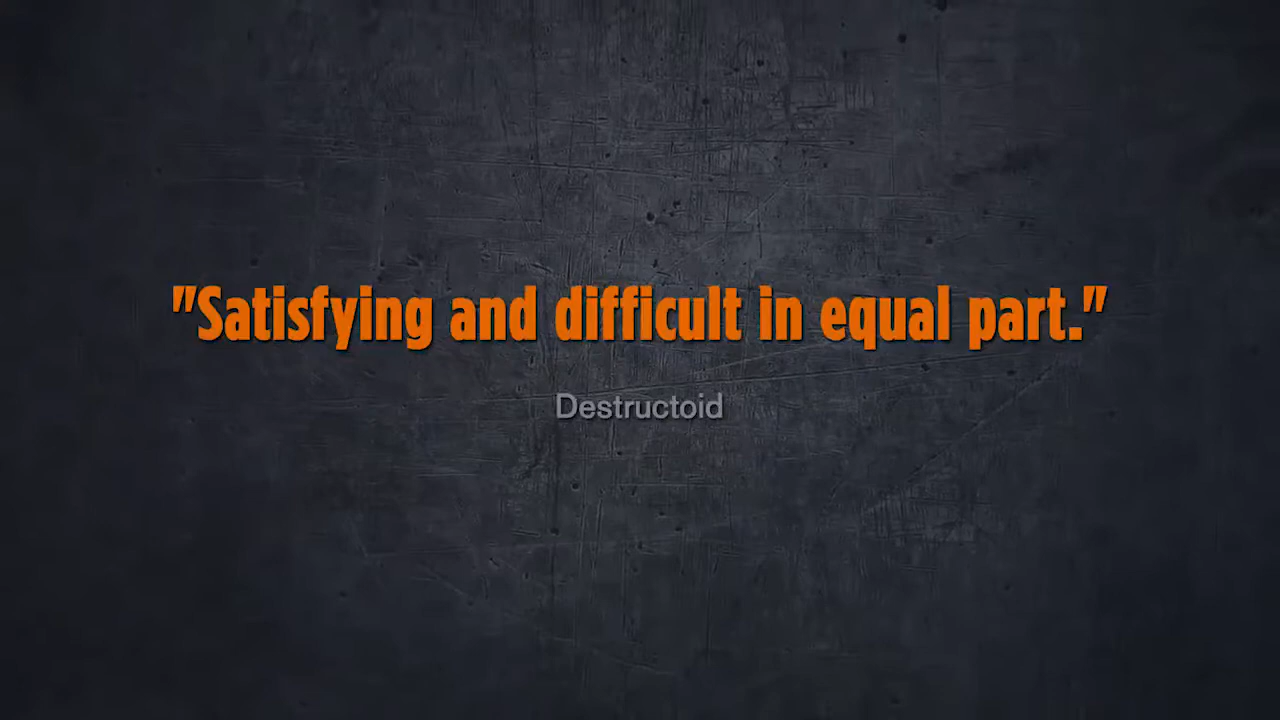 "Satisfying and difficult in equal part."
Destructoid